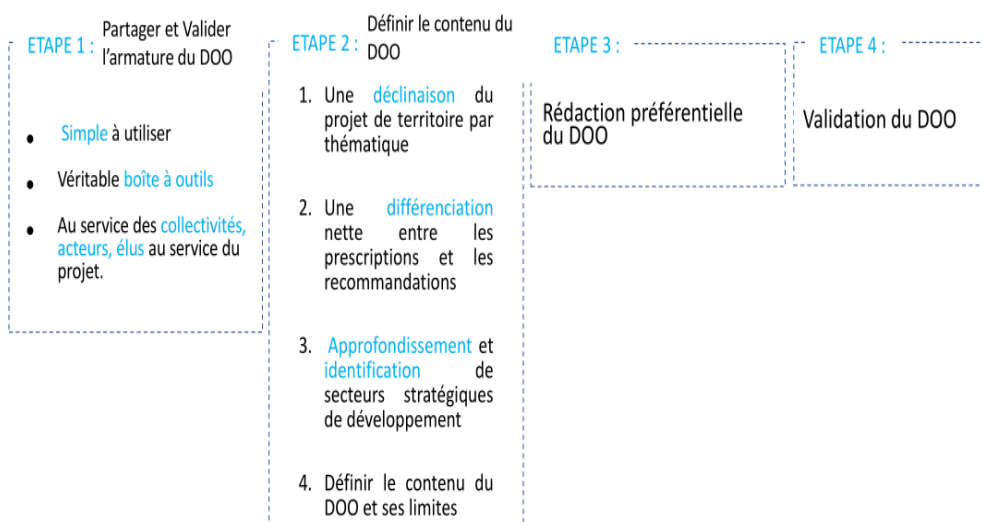 ETAPE 1 :
Partager et Valider
l’armature du DOO
• Simple à utiliser
• Véritable boîte à outils
• Au service des collectivités,
acteurs, élus au service du
projet.
ETAPE 2 :
Définir le contenu du
DOO
1. Une déclinaison du
projet de territoire par
thématique
2. Une différenciation
nette entre les
prescriptions et les
recommandations
3. Approfondissement et
identification de
secteurs stratégiques
de développement
4. Définir le contenu du
DOO et ses limites
ETAPE 3 :
Rédaction préférentielle
du DOO
ETAPE 4 :
Validation du DOO